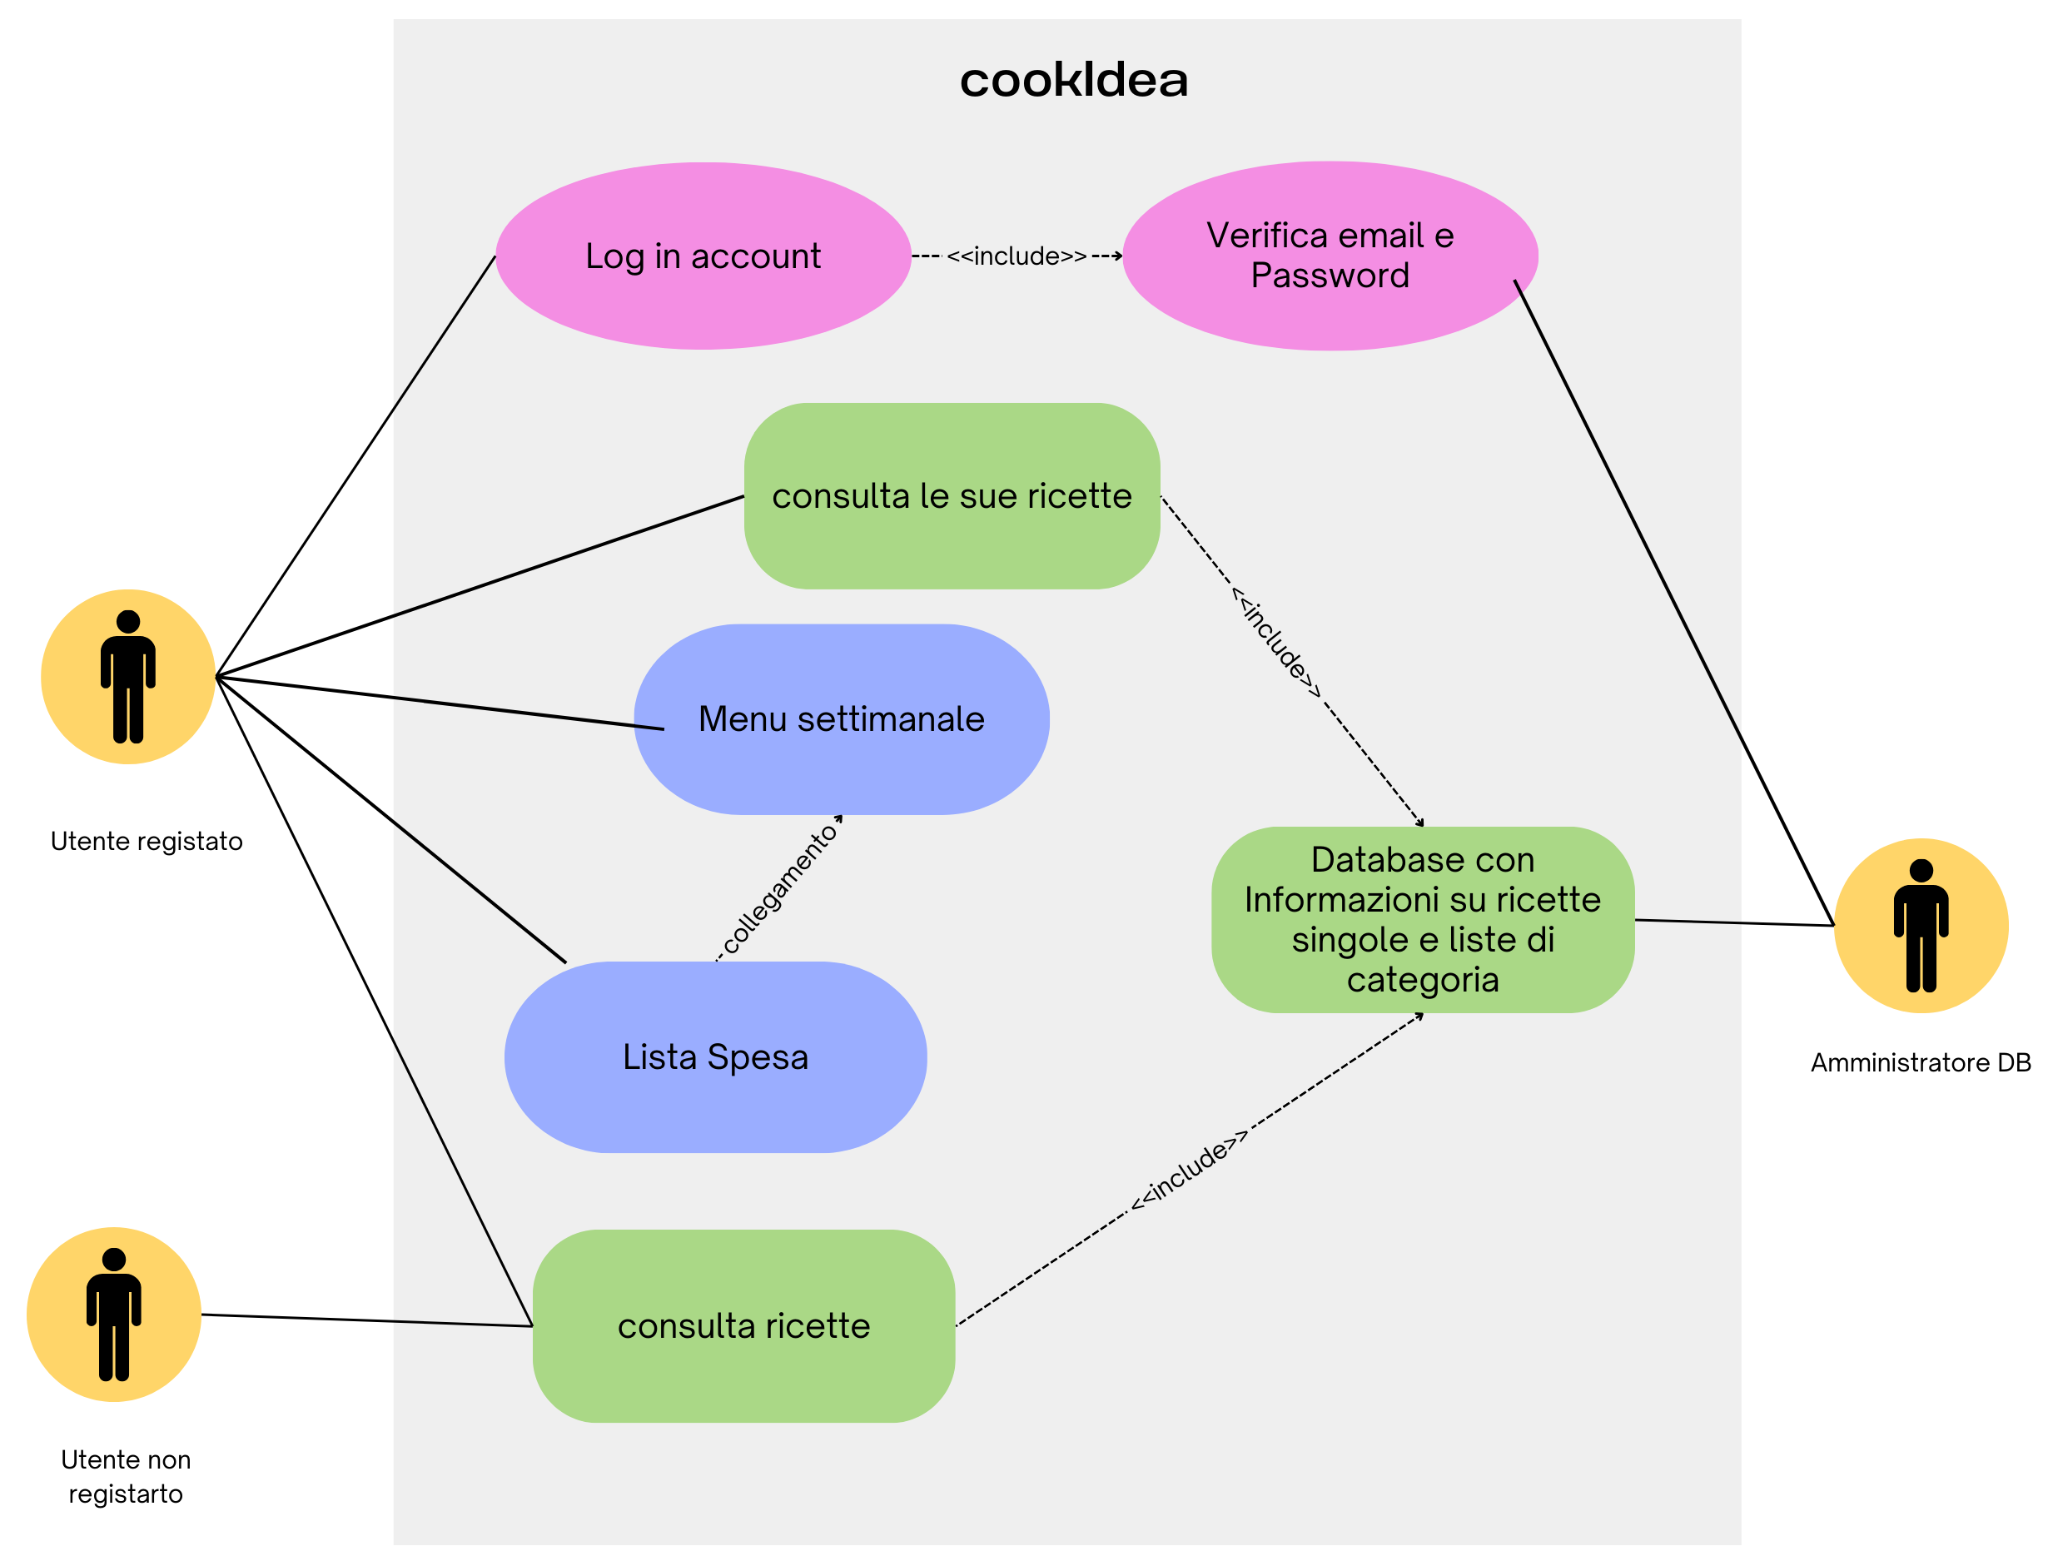 cookIdea
Log in account
<<include>>
Verifica email e
Password
consulta le sue ricette
<<include>>
Menu settimanale
Utente registato
collegamento
Database con
Informazioni su ricette
singole e liste di
categoria
Lista Spesa
Amministratore DB
<<include>>
consulta ricette
Utente non
registarto